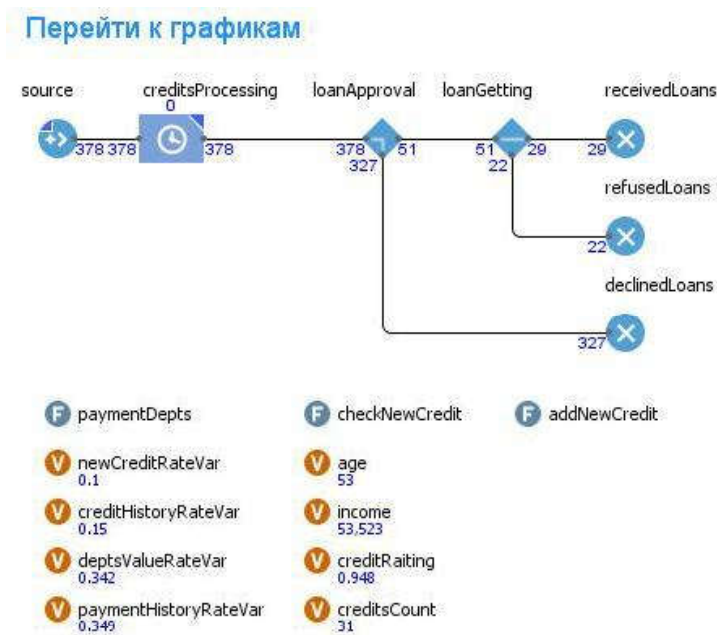 Перейти к графикам
source creditsProcessing loanApproval loanGetting receivedLoans
0
378 378 378 378 51 51 29 29
327 22
refusedLoans
22
declinedLoans
327
paymentDepts checkNewCredit addNewCredit
newCreditRateVar age
0.1 53
creditHistoryRateVar income
0.15 53,523
deptsValueRateVar creditRaiting
0.342 0.948
paymentHistoryRateVar creditsCount
0.349 31